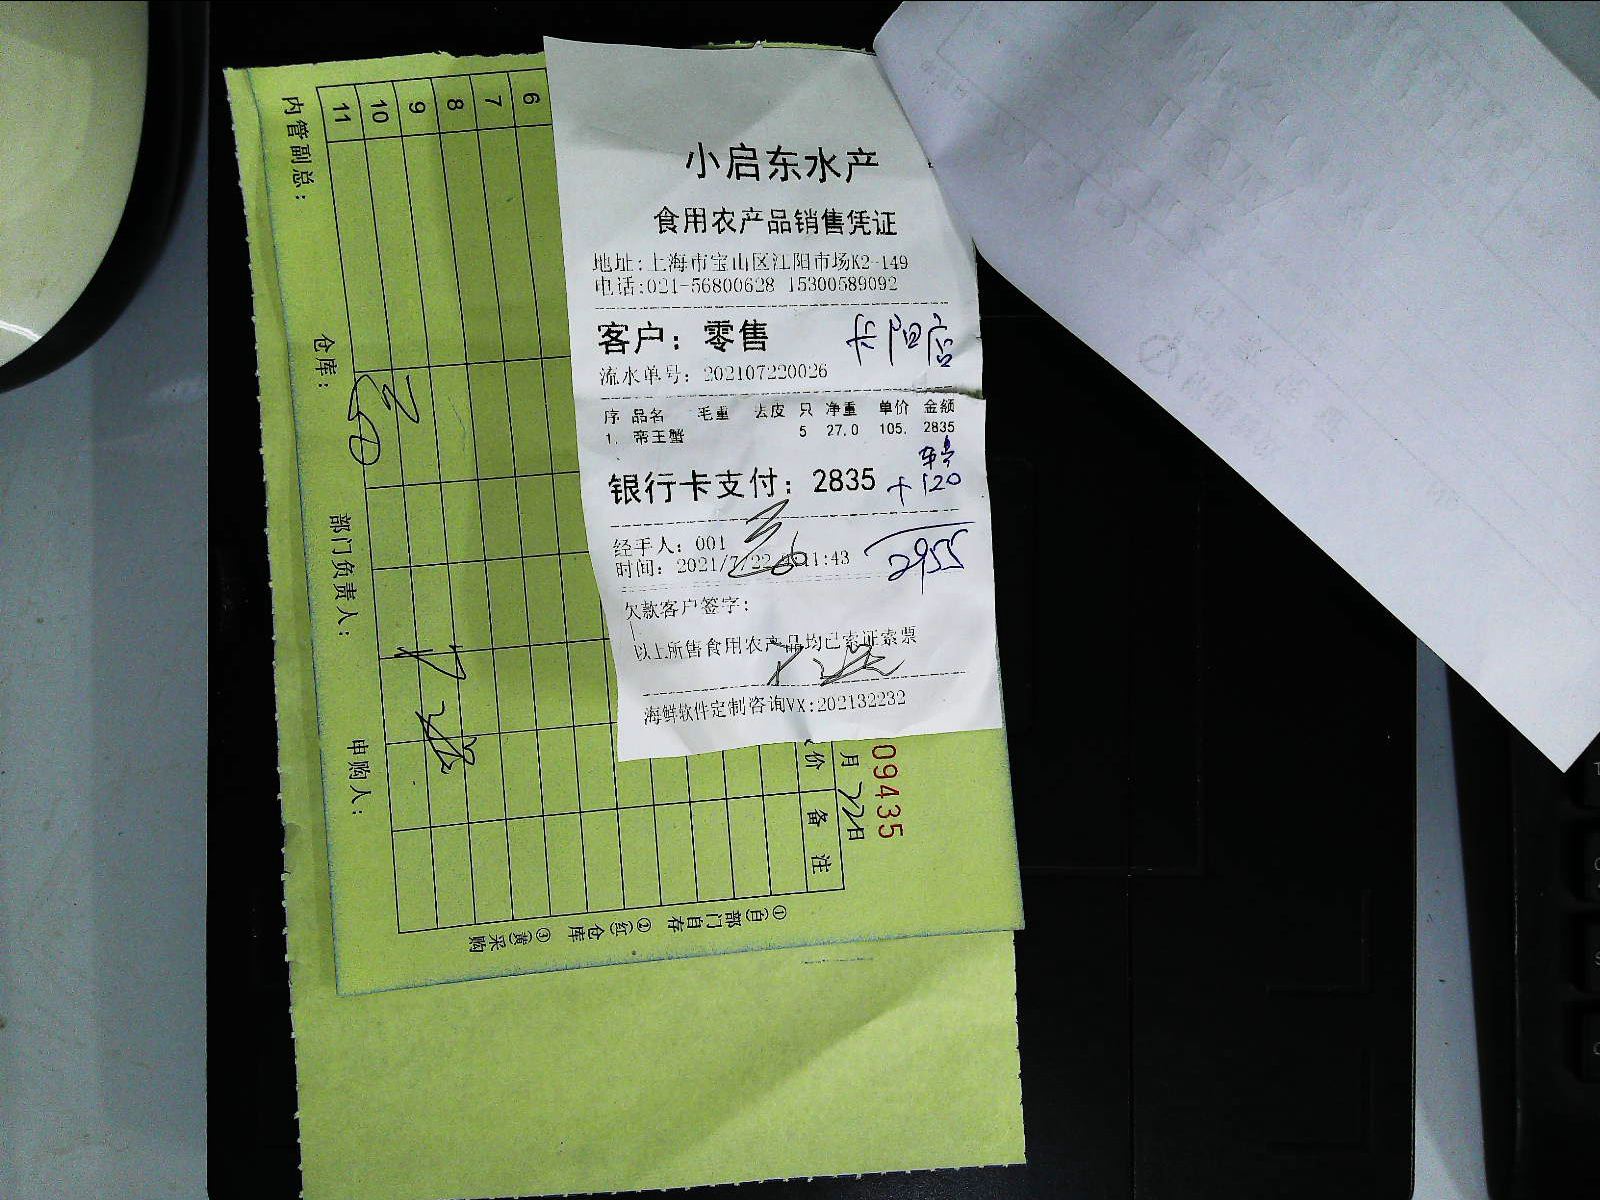 小启东水产
食用农产品销售凭证
地址:上海市宝山区江阳市场K2-149
电话:021-56800628 15300589092
客户: 零售
长阳店
流水单号: 202107220026
序 品名 毛重 去皮 只 净重 单价 金额
1. 帝王蟹 5 27.0 105. 2835
银行卡支付: 2835
车费
+120
2955
经手人: 001
时间: 2021/7/22 :11:43
欠款客户签字:
以上所售食用农产品均已索证索票
海鲜软件定制咨询VX:202132232
09435
月22日
价 备 注
6
7
8
9
10
11
内管副总:
仓库:
部门负责人:
申购人:
①(白)部门自存 ②(红)仓库 ③(黄)采购